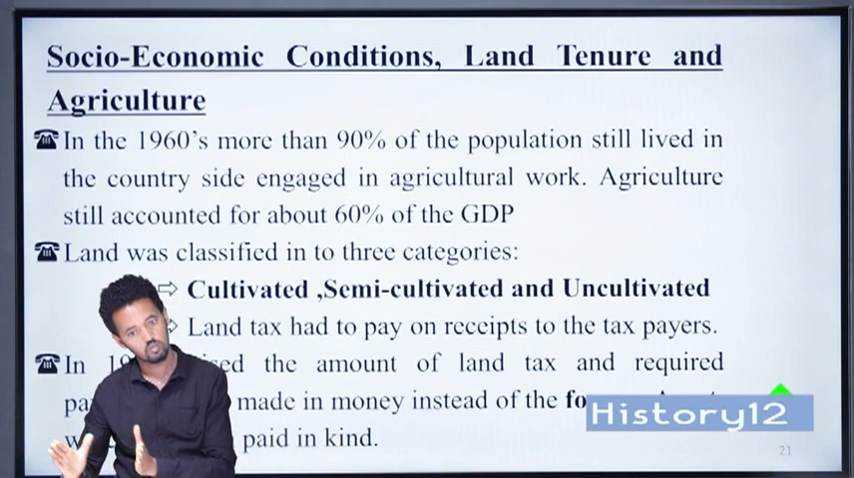 Socio-Economic Conditions, Land Tenure and
Agriculture
In the 1960's more than 90% of the population still lived in
the country side engaged in agricultural work. Agriculture
still accounted for about 60% of the GDP
Land was classified in to three categories:
⇨ Cultivated ,Semi-cultivated and Uncultivated
Land tax had to pay on receipts to the tax payers.
In the amount of land tax and required
made in money instead of the
paid in kind.
History12
21